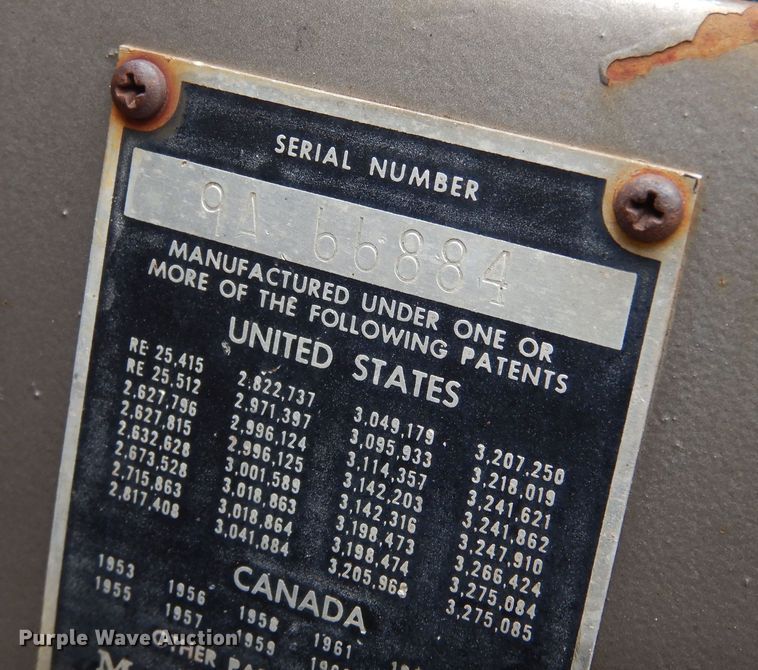 SERIAL NUMBER
9A 66884
MANUFACTURED UNDER ONE OR
MORE OF THE FOLLOWING PATENTS
UNITED STATES
RE 25,415 2,822,737 3,049,179 3,207,250
RE 25,512 2,971,397 3,095,933 3,218,019
2,627,796 2,996,124 3,114,357 3,241,621
2,627,815 2,996,125 3,142,203 3,241,862
2,632,628 3,001,589 3,142,316 3,247,910
2,673,528 3,018,863 3,198,473 3,266,424
2,715,863 3,018,864 3,198,474 3,275,084
2,817,408 3,041,884 3,205,968 3,275,085
CANADA
1953 1956 1958 1961
1955 1957 1959
OTHER
Purple Wave Auction